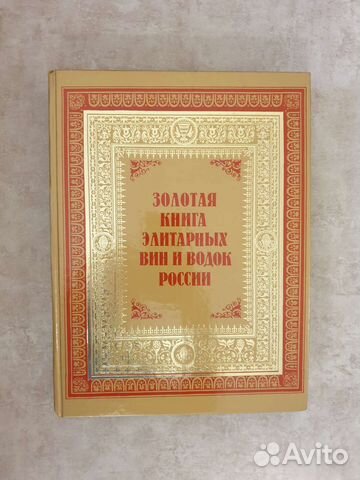 ЗОЛОТАЯ
КНИГА
ЭЛИТАРНЫХ
ВИН И ВОДОК
РОССИИ
Avito